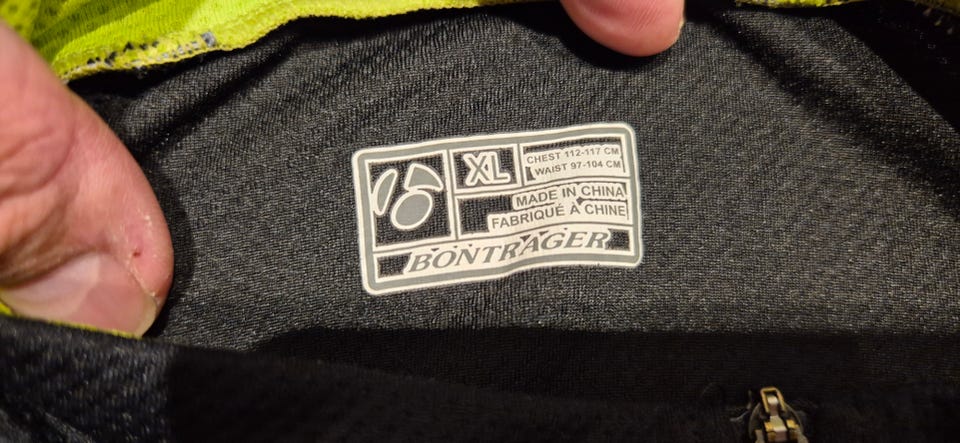 XL
CHEST 112-117 CM
WAIST 97-104 CM
MADE IN CHINA
FABRIQUÉ À CHINE
BONTRAGER